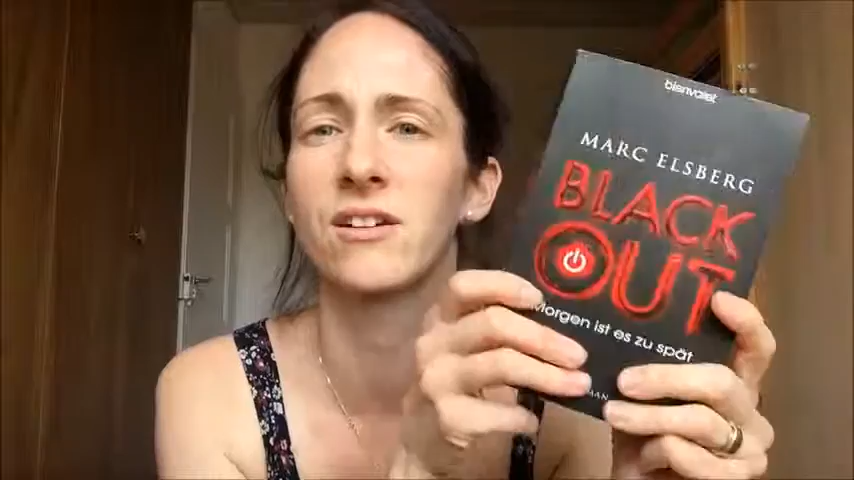 blanvalet
MARC ELSBERG
BLACK
OUT
Morgen ist es zu spät